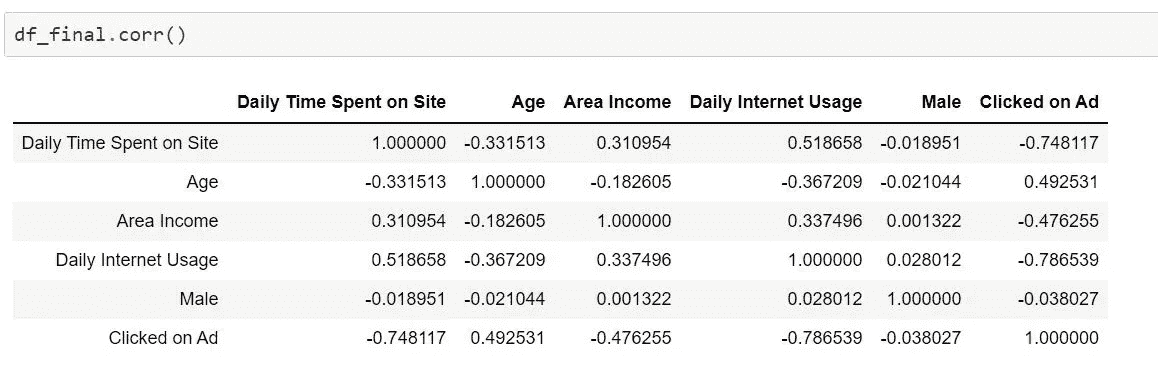 df_final.corr()
Daily Time Spent on Site Age Area Income Daily Internet Usage Male Clicked on Ad
Daily Time Spent on Site 1.000000 -0.331513 0.310954 0.518658 -0.018951 -0.748117
Age -0.331513 1.000000 -0.182605 -0.367209 -0.021044 0.492531
Area Income 0.310954 -0.182605 1.000000 0.337496 0.001322 -0.476255
Daily Internet Usage 0.518658 -0.367209 0.337496 1.000000 0.028012 -0.786539
Male -0.018951 -0.021044 0.001322 0.028012 1.000000 -0.038027
Clicked on Ad -0.748117 0.492531 -0.476255 -0.786539 -0.038027 1.000000